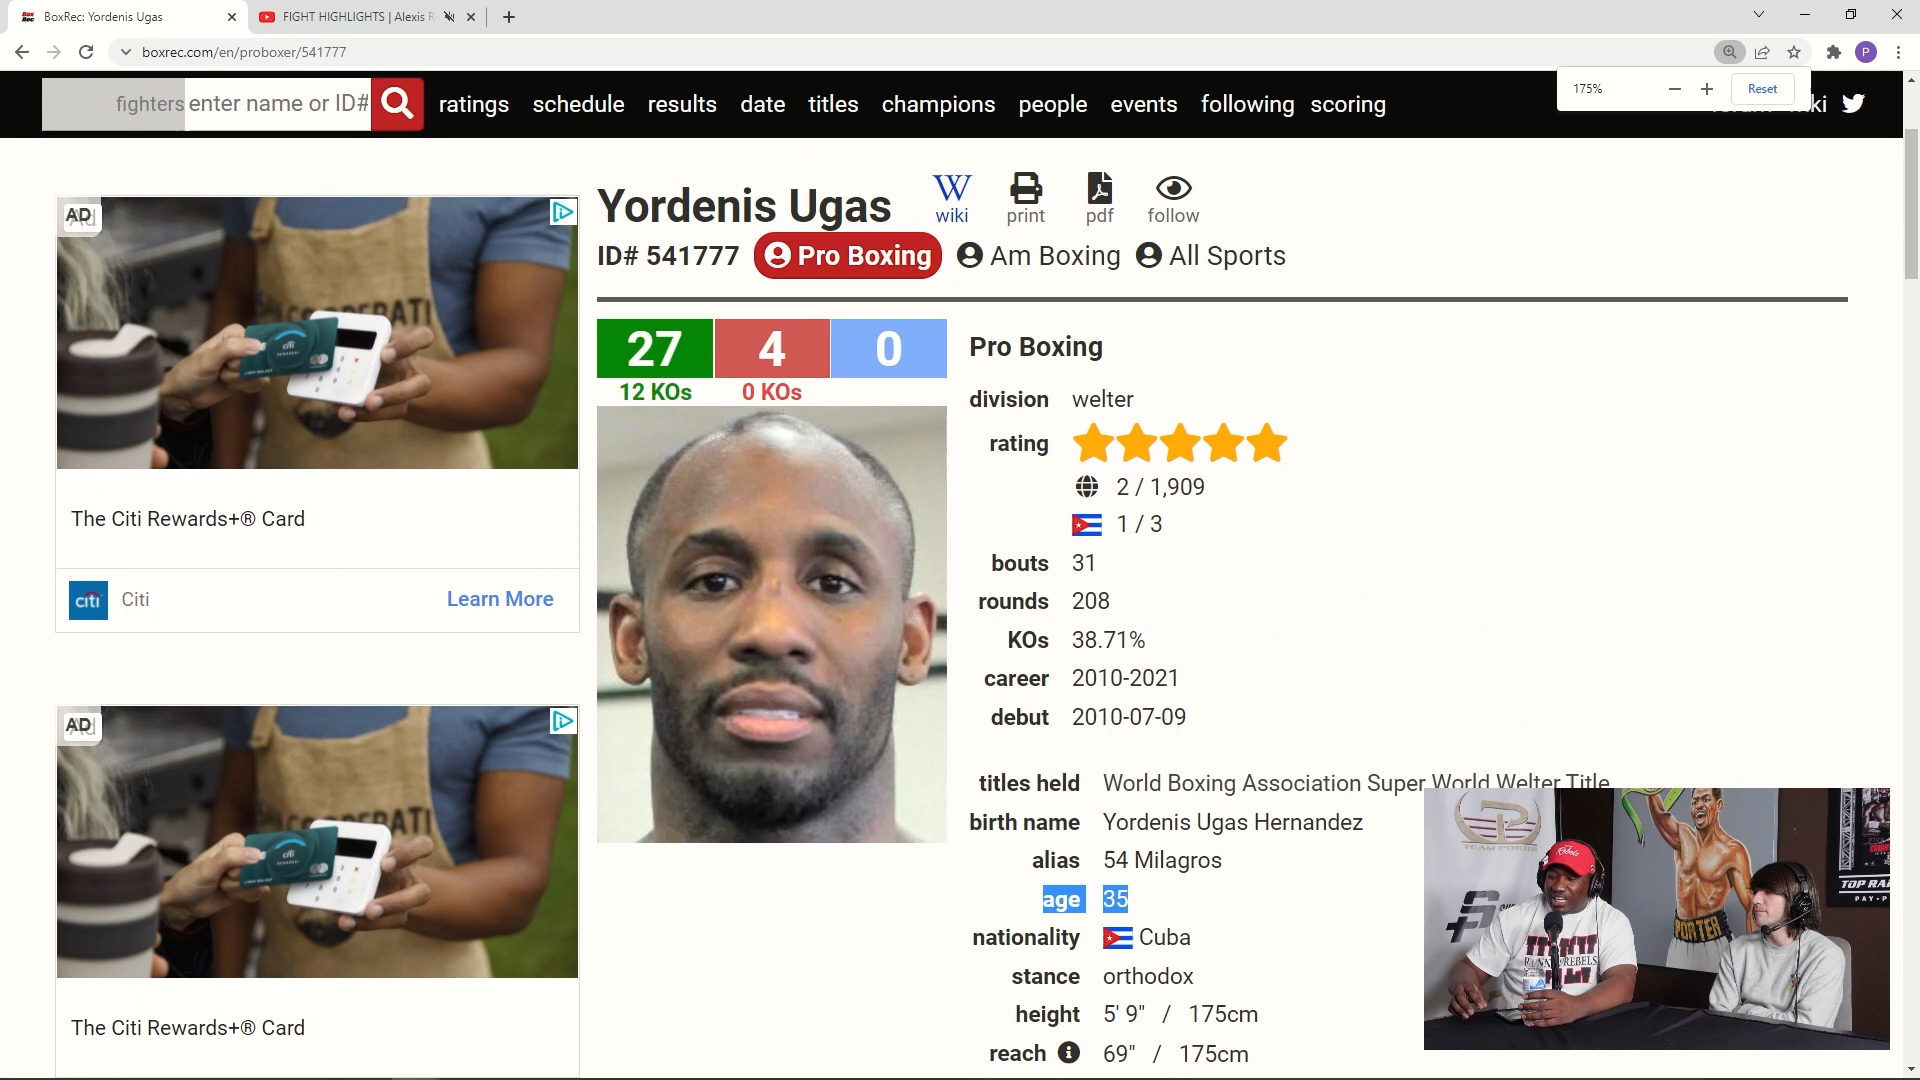 BoxRec: Yordenis Ugas
FIGHT HIGHLIGHTS | Alexis R
boxrec.com/en/proboxer/541777
P
175%
Reset
fighters
enter name or ID#
ratings schedule results date titles champions people events following scoring
AD
The Citi Rewards+® Card
citi Citi Learn More
AD
The Citi Rewards+® Card
Yordenis Ugas
wiki print pdf follow
ID# 541777 Pro Boxing Am Boxing All Sports
27 4 0
12 KOs 0 KOs
Pro Boxing
division welter
rating
2 / 1,909
1 / 3
bouts 31
rounds 208
KOs 38.71%
career 2010-2021
debut 2010-07-09
titles held World Boxing Association Super World Welter Title
birth name Yordenis Ugas Hernandez
alias 54 Milagros
age 35
nationality Cuba
stance orthodox
height 5' 9" / 175cm
reach 69" / 175cm
TEAM PORTER
Rebels
PORTER